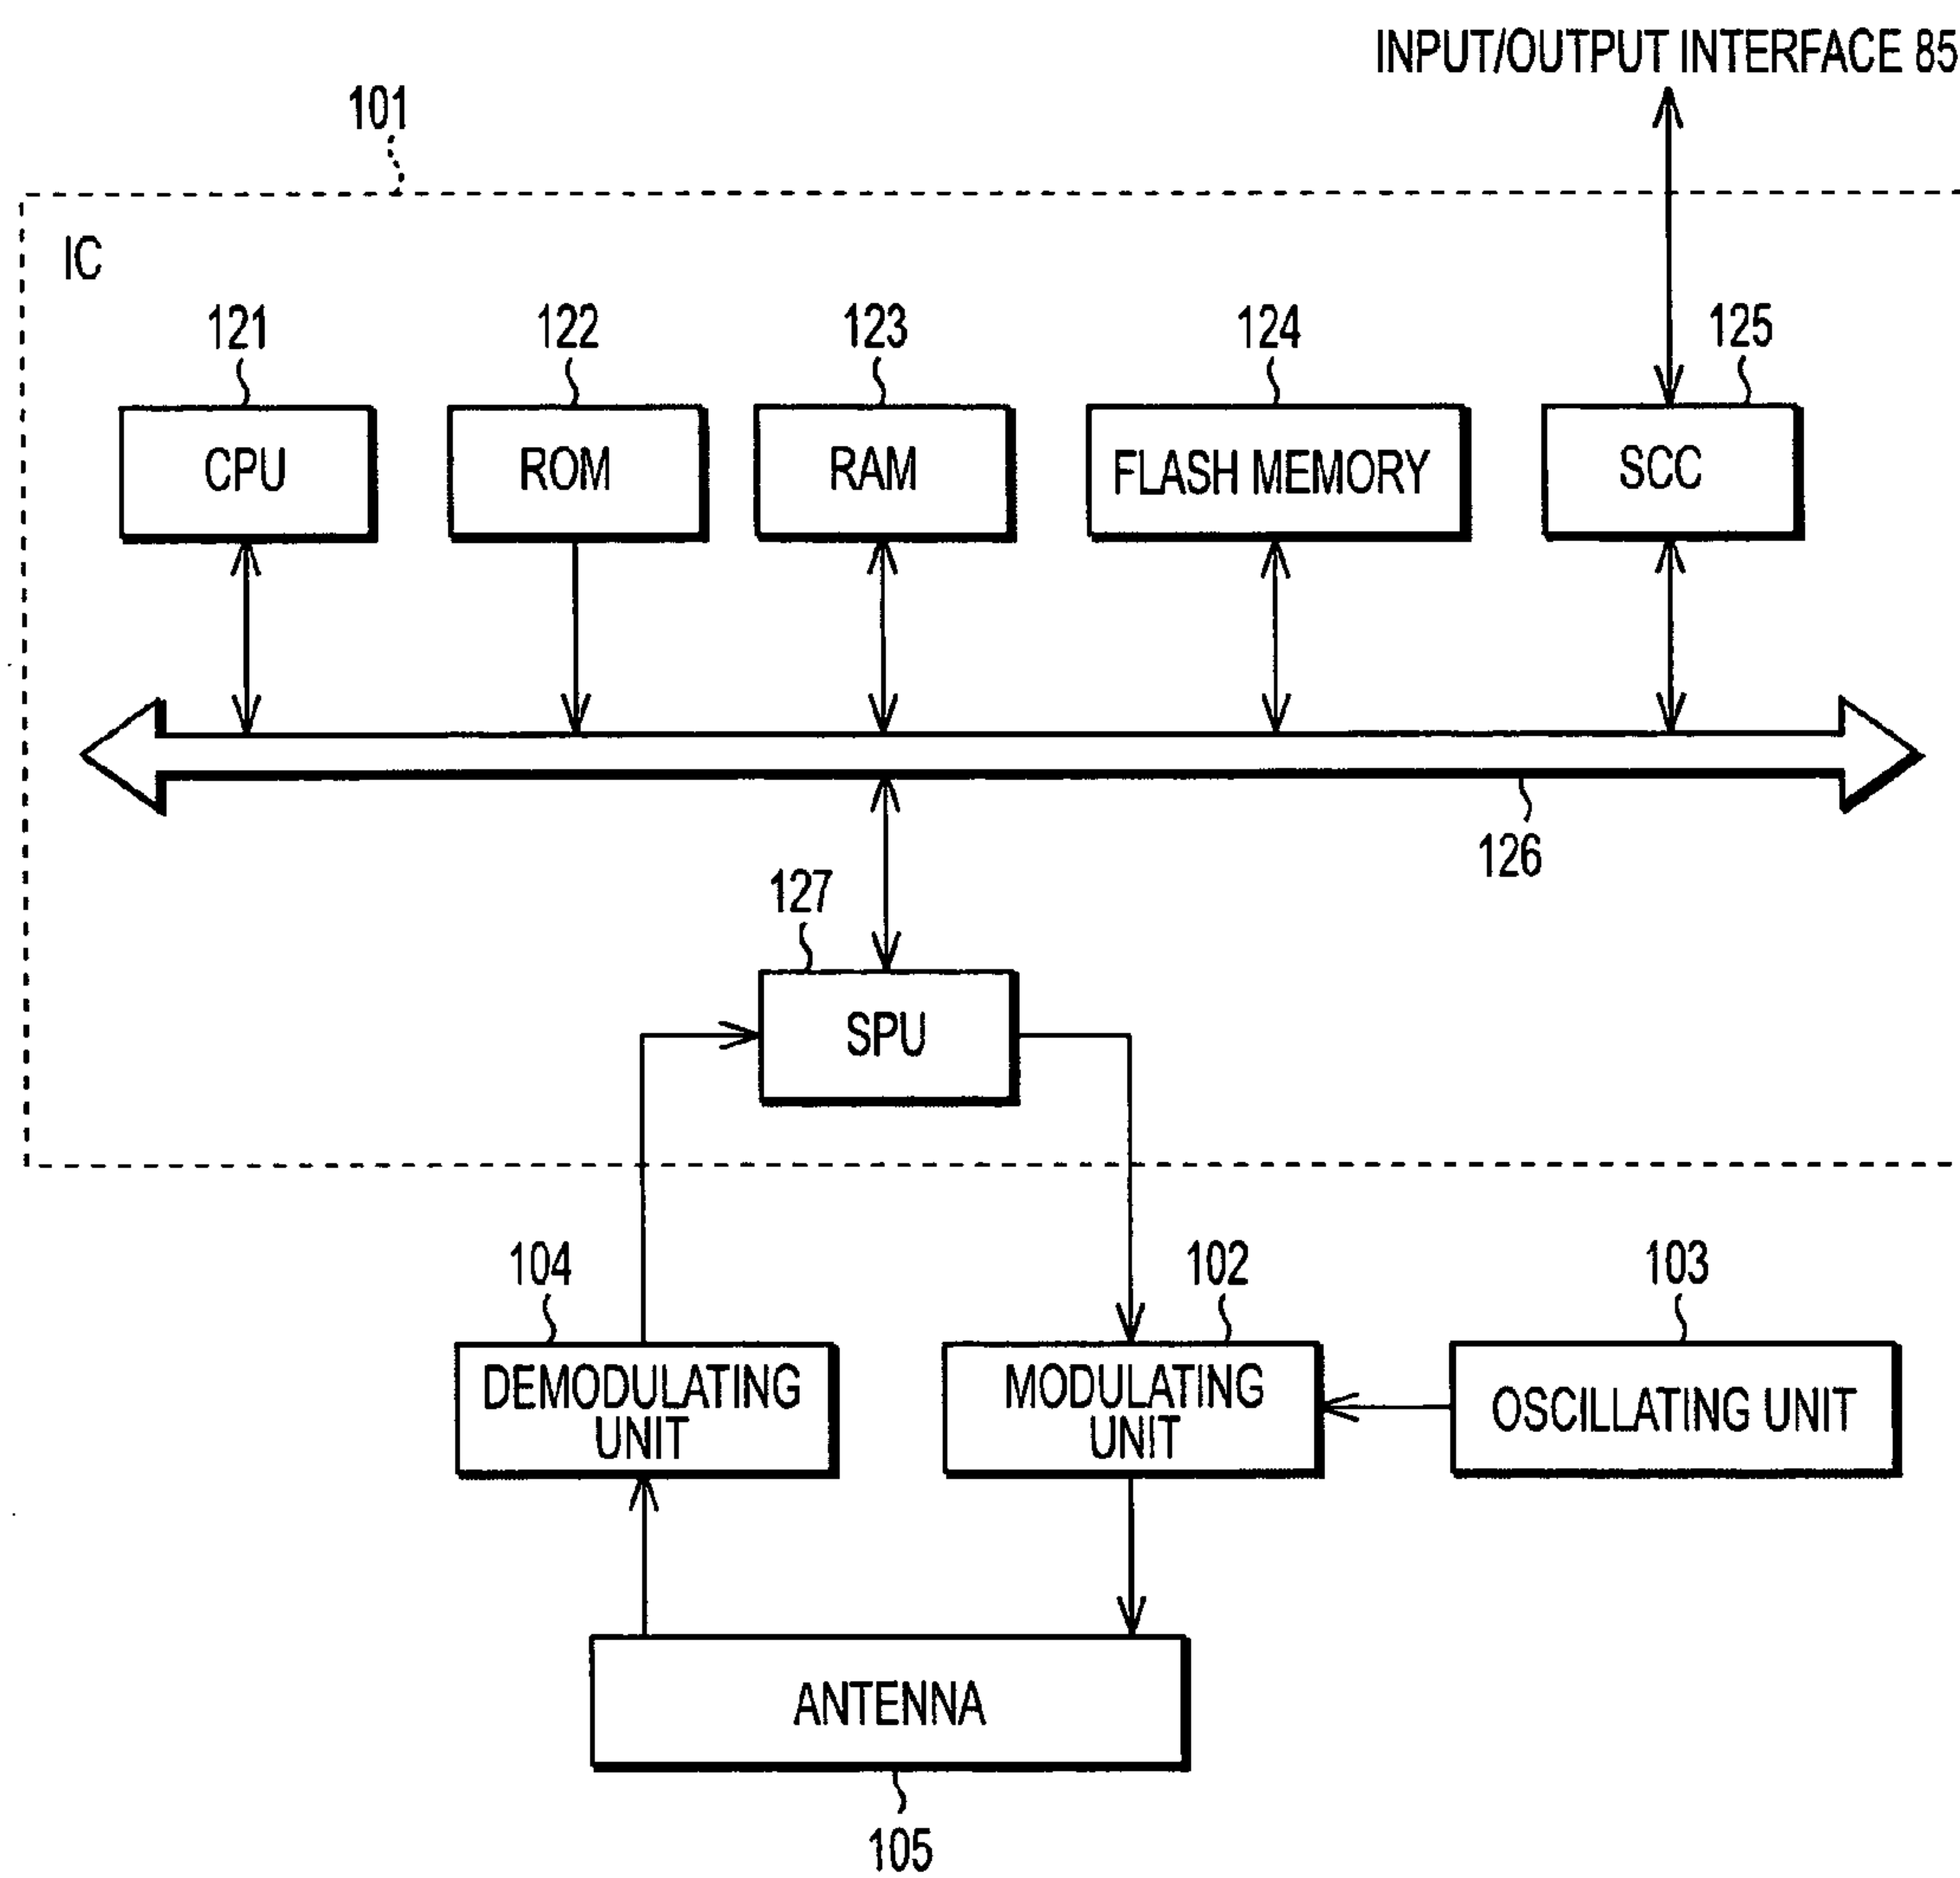 INPUT/OUTPUT INTERFACE 85
101
IC
121
122
123
124
125
CPU
ROM
RAM
FLASH MEMORY
SCC
126
127
SPU
104
102
103
DEMODULATING
UNIT
MODULATING
UNIT
OSCILLATING UNIT
ANTENNA
105